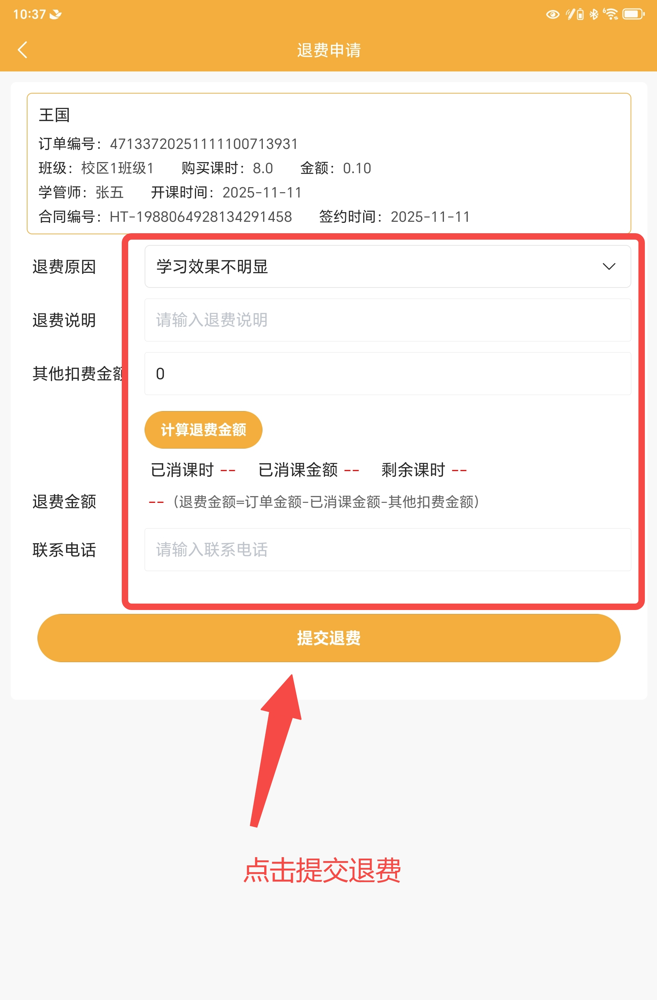 10:37
退费申请
王国
订单编号：47133720251111100713931
班级：校区1班级1 购买课时：8.0 金额：0.10
学管师：张五 开课时间：2025-11-11
合同编号：HT-1988064928134291458 签约时间：2025-11-11
退费原因 学习效果不明显
退费说明 请输入退费说明
其他扣费金额 0
计算退费金额
已消课时 -- 已消课金额 -- 剩余课时 --
退费金额 --（退费金额=订单金额-已消课金额-其他扣费金额）
联系电话 请输入联系电话
提交退费
点击提交退费